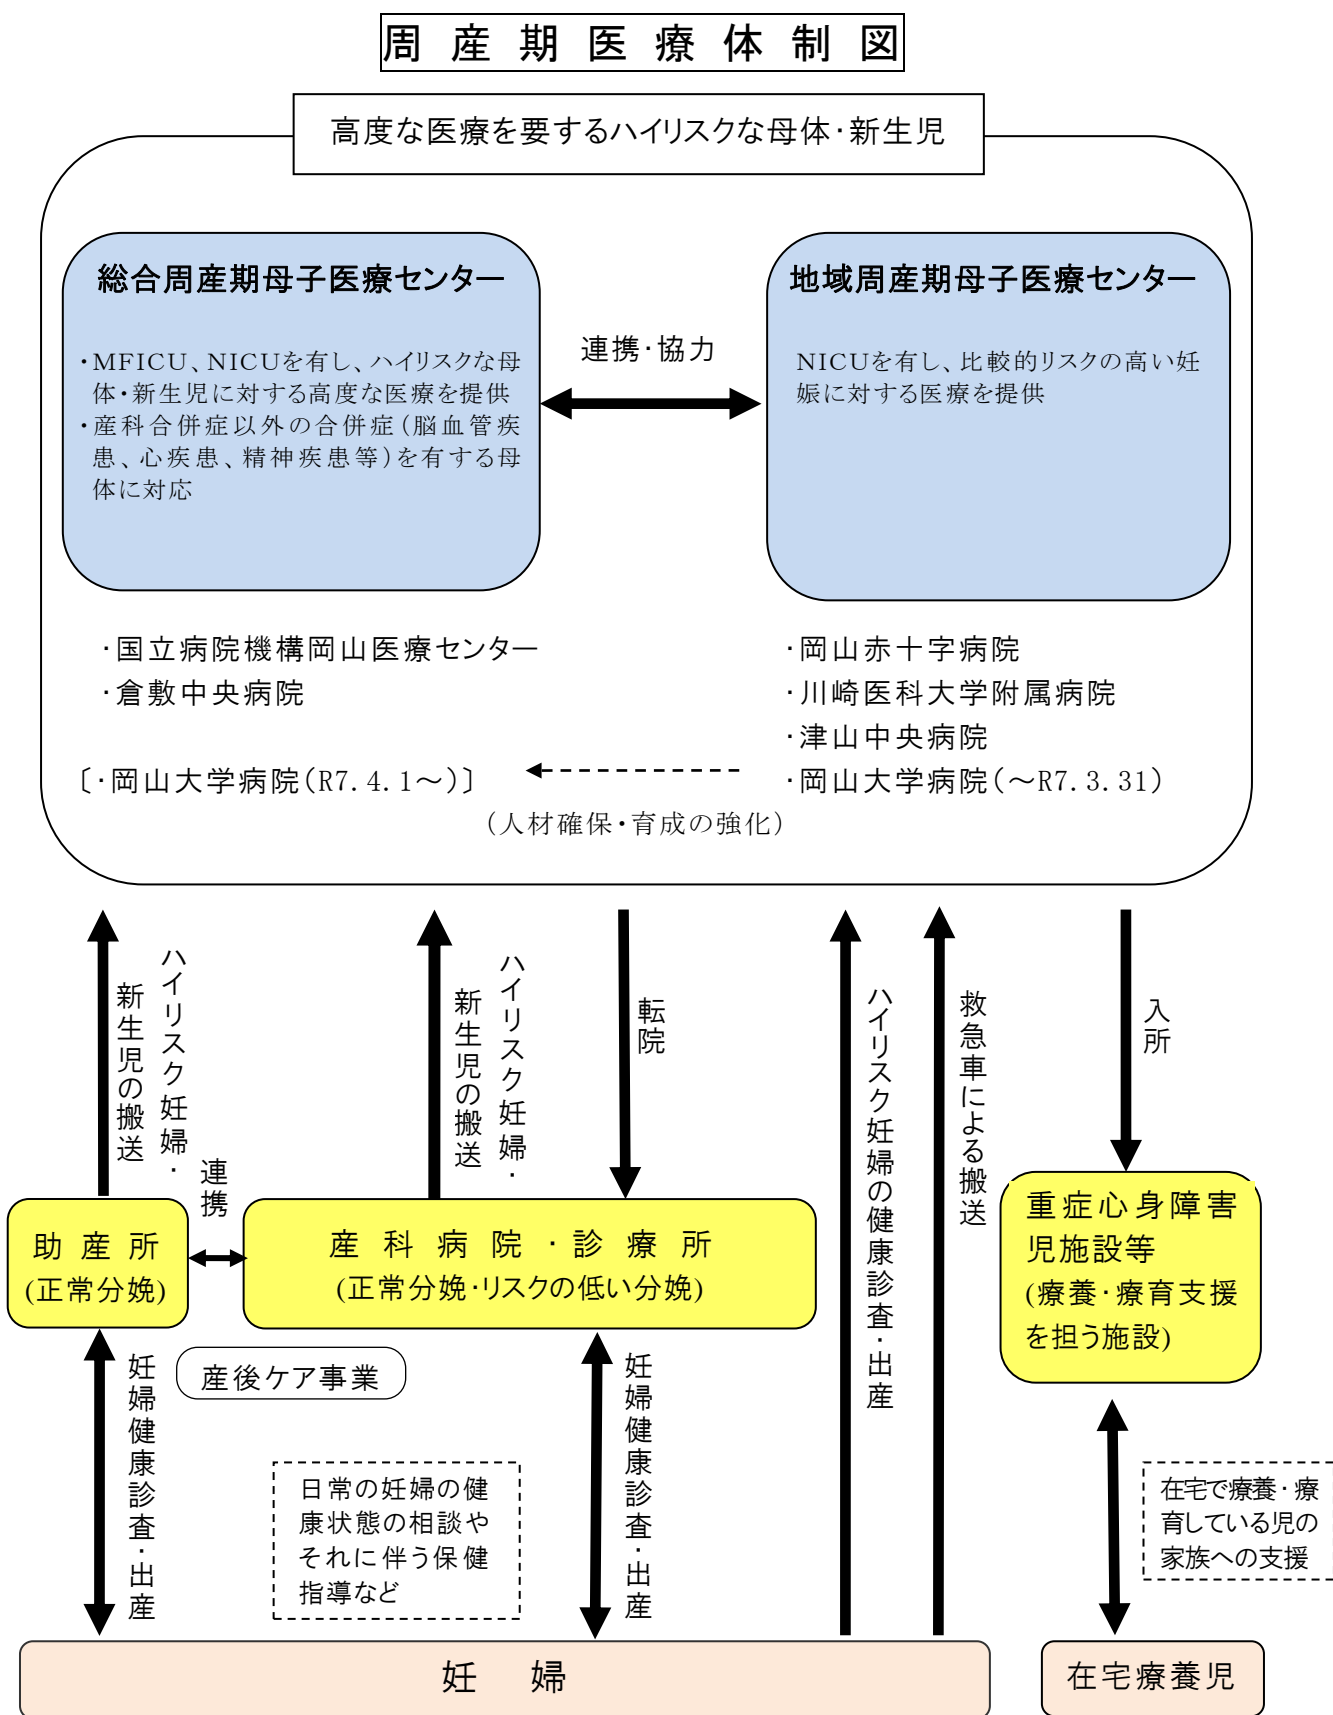 周産期医療体制図
高度な医療を要するハイリスクな母体・新生児
総合周産期母子医療センター
・MFICU、NICUを有し、ハイリスクな母
体・新生児に対する高度な医療を提供
・産科合併症以外の合併症（脳血管疾
患、心疾患、精神疾患等）を有する母
体に対応
連携・協力
地域周産期母子医療センター
NICUを有し、比較的リスクの高い妊
娠に対する医療を提供
・国立病院機構岡山医療センター
・倉敷中央病院
〔・岡山大学病院（R7.4.1～）〕
・岡山赤十字病院
・川崎医科大学附属病院
・津山中央病院
・岡山大学病院（～R7.3.31）
（人材確保・育成の強化）
ハイリスク妊婦・
新生児の搬送
ハイリスク妊婦・
新生児の搬送
転院
ハイリスク妊婦の健康診査・出産
救急車による搬送
入所
連携
助産所
(正常分娩)
産科病院・診療所
(正常分娩・リスクの低い分娩)
重症心身障害
児施設等
(療養・療育支援
を担う施設)
産後ケア事業
妊婦健康診査・出産
日常の妊婦の健
康状態の相談や
それに伴う保健
指導など
妊婦健康診査・出産
在宅で療養・療
育している児の
家族への支援
妊婦
在宅療養児